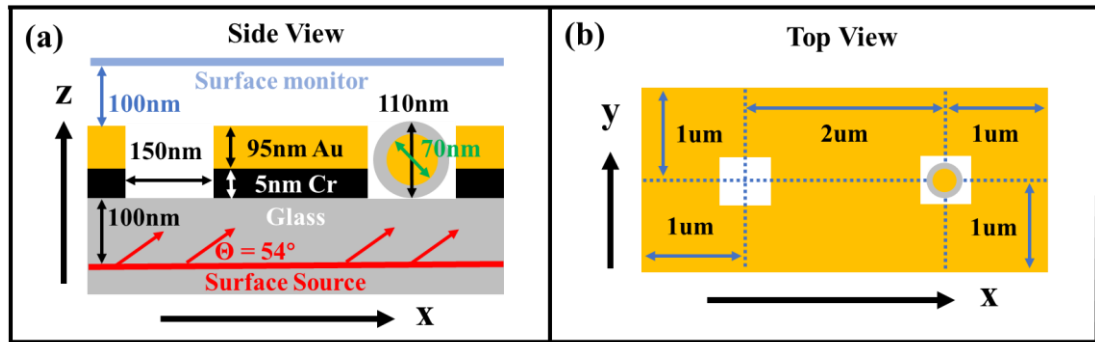 (a)
Side View
Surface monitor
z
100nm
110nm
150nm
95nm Au
70nm
5nm Cr
100nm
Glass
Θ = 54°
Surface Source
x
(b)
Top View
y
1um
2um
1um
1um
1um
x